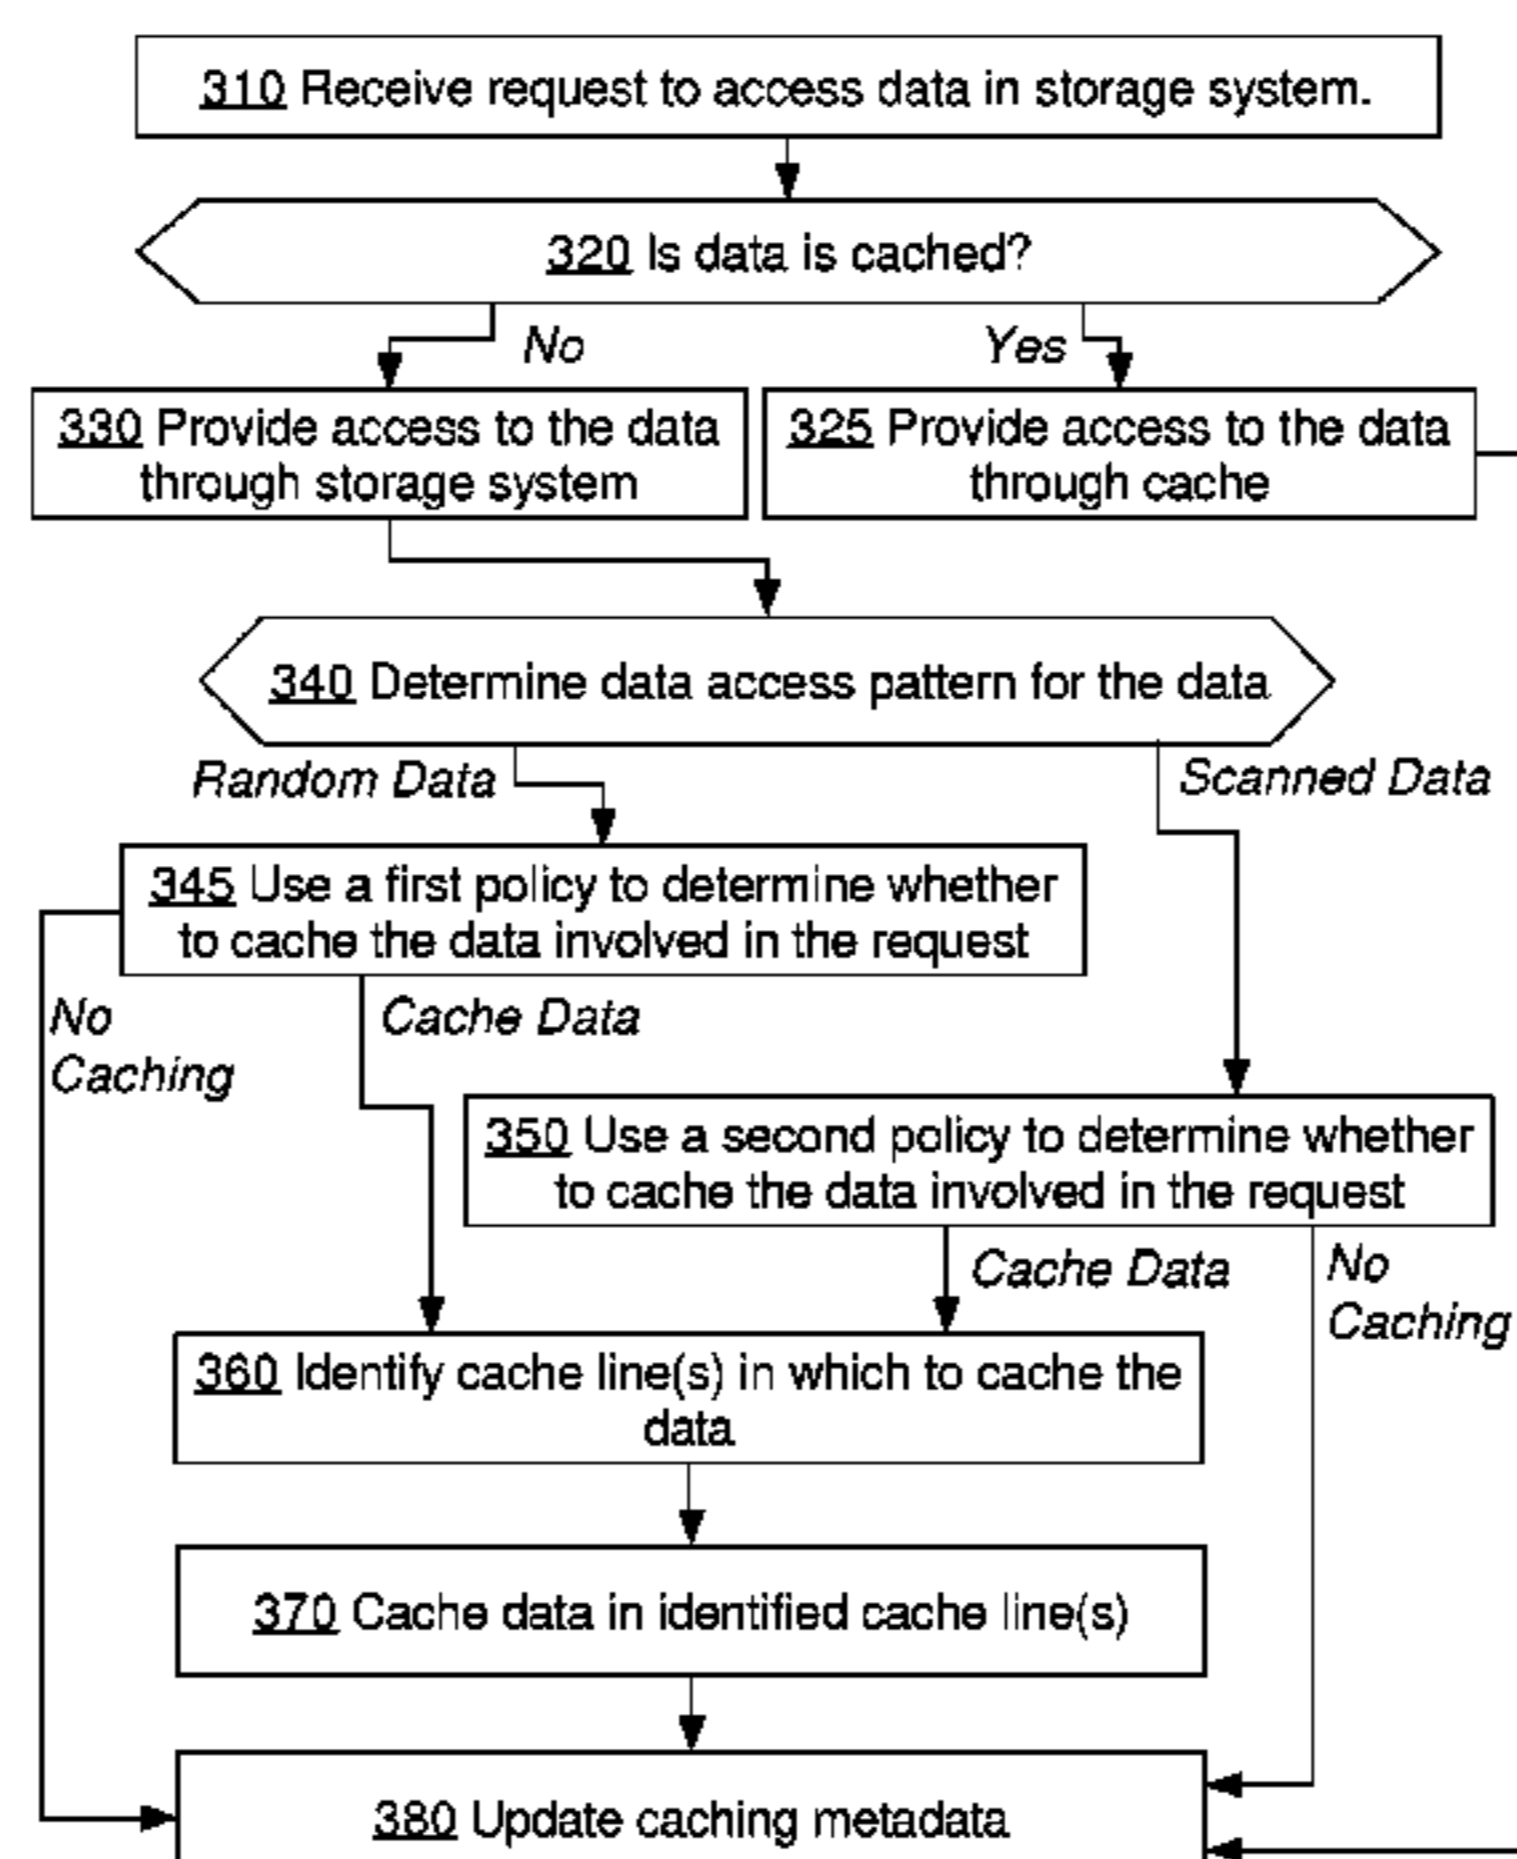 310 Receive request to access data in storage system.
320 Is data is cached?
No
Yes
330 Provide access to the data
through storage system
325 Provide access to the data
through cache
340 Determine data access pattern for the data
Random Data
Scanned Data
345 Use a first policy to determine whether
to cache the data involved in the request
No
Caching
Cache Data
350 Use a second policy to determine whether
to cache the data involved in the request
Cache Data
No
Caching
360 Identify cache line(s) in which to cache the
data
370 Cache data in identified cache line(s)
380 Update caching metadata